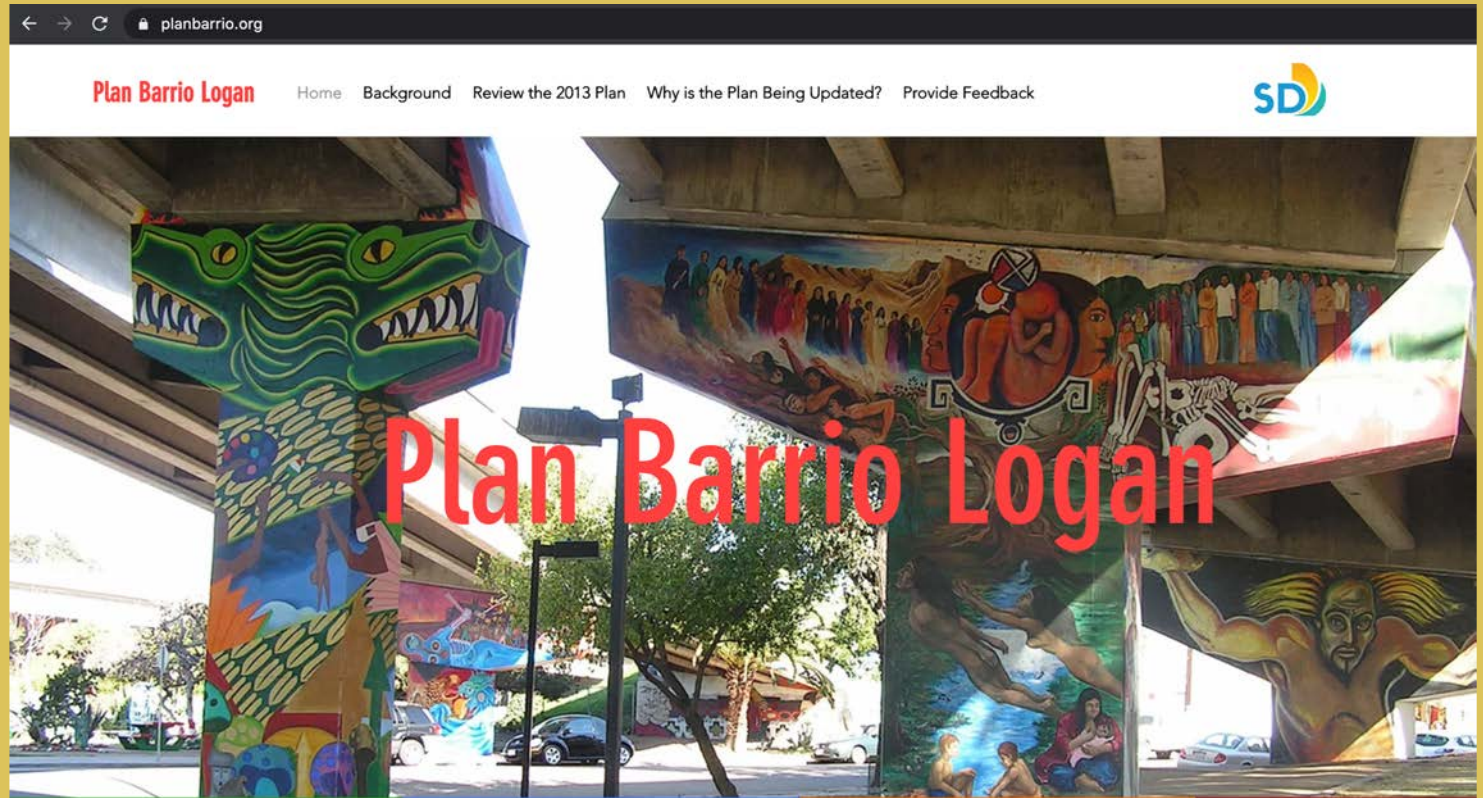 planbarrio.org
Plan Barrio Logan Home Background Review the 2013 Plan Why is the Plan Being Updated? Provide Feedback SD
Plan Barrio Logan